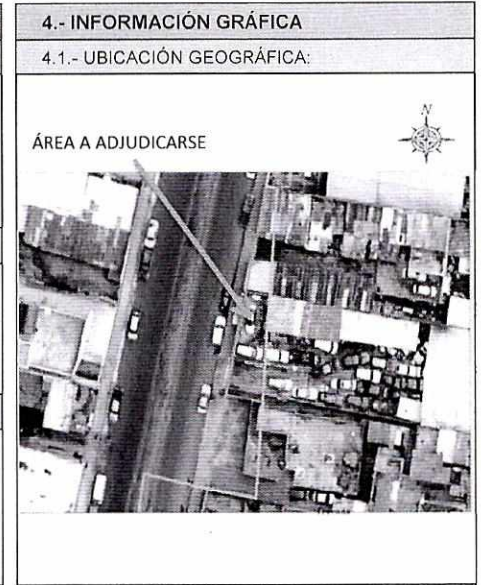 4.- INFORMACIÓN GRÁFICA
4.1.- UBICACIÓN GEOGRÁFICA:
N
ÁREA A ADJUDICARSE